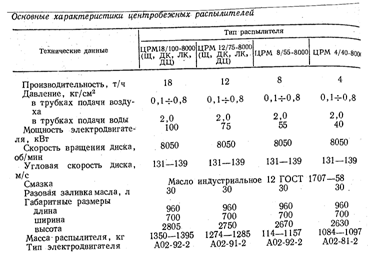 Основные характеристики центробежных распылителей
Тип распылителя
Технические данные
ЦРМ18/100-8000 (Щ, ДК, ЛК, ДЦ)
ЦРМ 12/75-8000 (Щ, ДК, ЛК, ДЦ)
ЦРМ 8/55-8000
ЦРМ 4/40-800
Производительность, т/ч 18 12 8 4
Давление, кг/см²
в трубках подачи возду-
ха 0,1÷0,8 0,1÷0,8 0,1÷0,8 0,1÷0,8
в трубках подачи воды 2,0 2,0 2,0 2,0
Мощность электродвигате-
ля, кВт 100 75 55 40
Скорость вращения диска,
об/мин 8050 8050 8050 8050
Угловая скорость диска,
м/с 131—139 131—139 131—139 131—139
Смазка Масло индустриальное 12 ГОСТ 1707—58
Разовая заливка масла, л 30 30 30 30
Габаритные размеры
длина 960 960 960 960
ширина 700 700 700 700
высота 2805 2750 2670 2630
Масса распылителя, кг 1350—1395 1274—1285 114—1157 1084—1097
Тип электродвигателя А02-92-2 А02-91-2 А02-92-2 А02-81-2